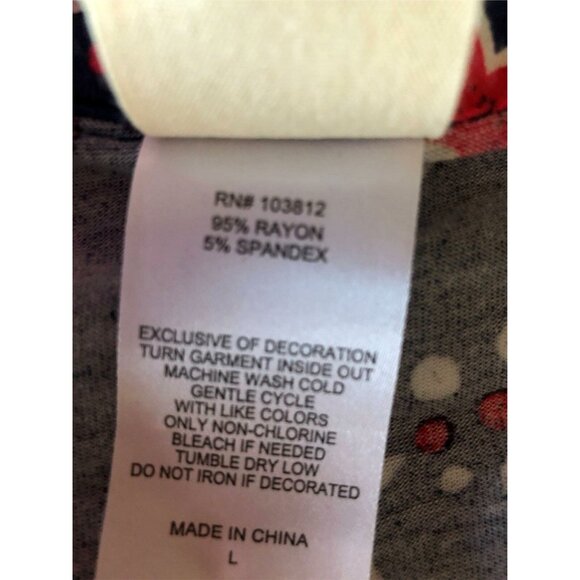 RN# 103812
95% RAYON
5% SPANDEX
EXCLUSIVE OF DECORATION
TURN GARMENT INSIDE OUT
MACHINE WASH COLD
GENTLE CYCLE
WITH LIKE COLORS
ONLY NON-CHLORINE
BLEACH IF NEEDED
TUMBLE DRY LOW
DO NOT IRON IF DECORATED
MADE IN CHINA
L